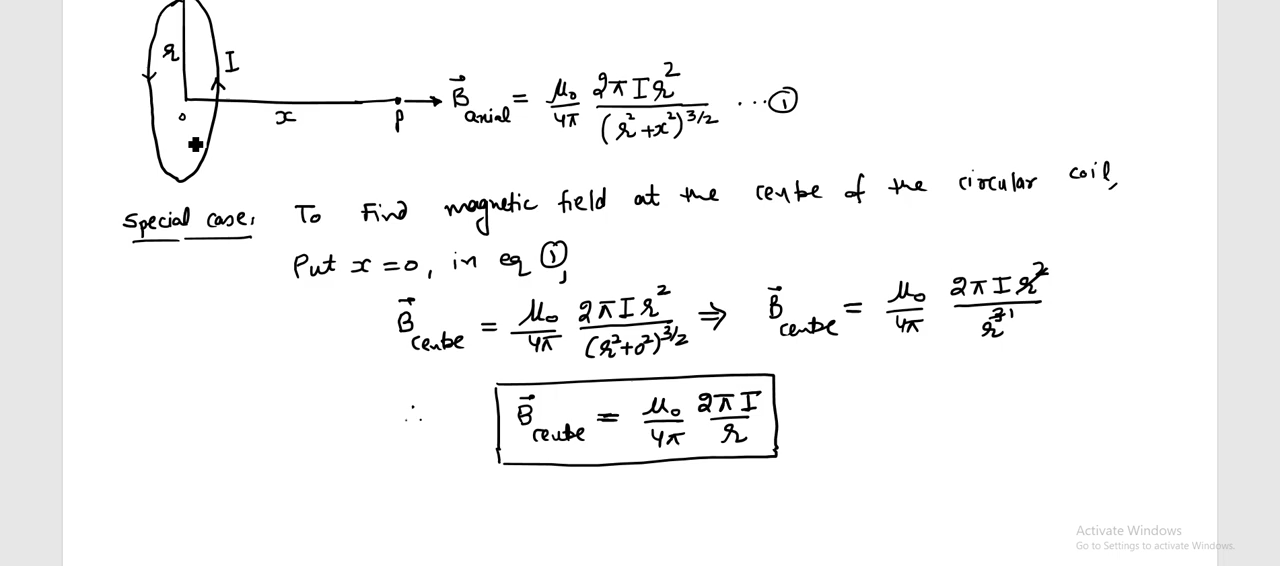 r I
o x P B⃗ axial = μ₀/4π 2πIr²/(r²+x²)^3/2 ...①
Special case, To Find magnetic field at the centre of the circular coil,
Put x=0, in eq ①,
B⃗ centre = μ₀/4π 2πIr²/(r²+0²)^3/2 ⇒ B⃗ centre = μ₀/4π 2πIr²/r³ 1
∴ B⃗ centre = μ₀/4π 2πI/r
Activate Windows
Go to Settings to activate Windows.